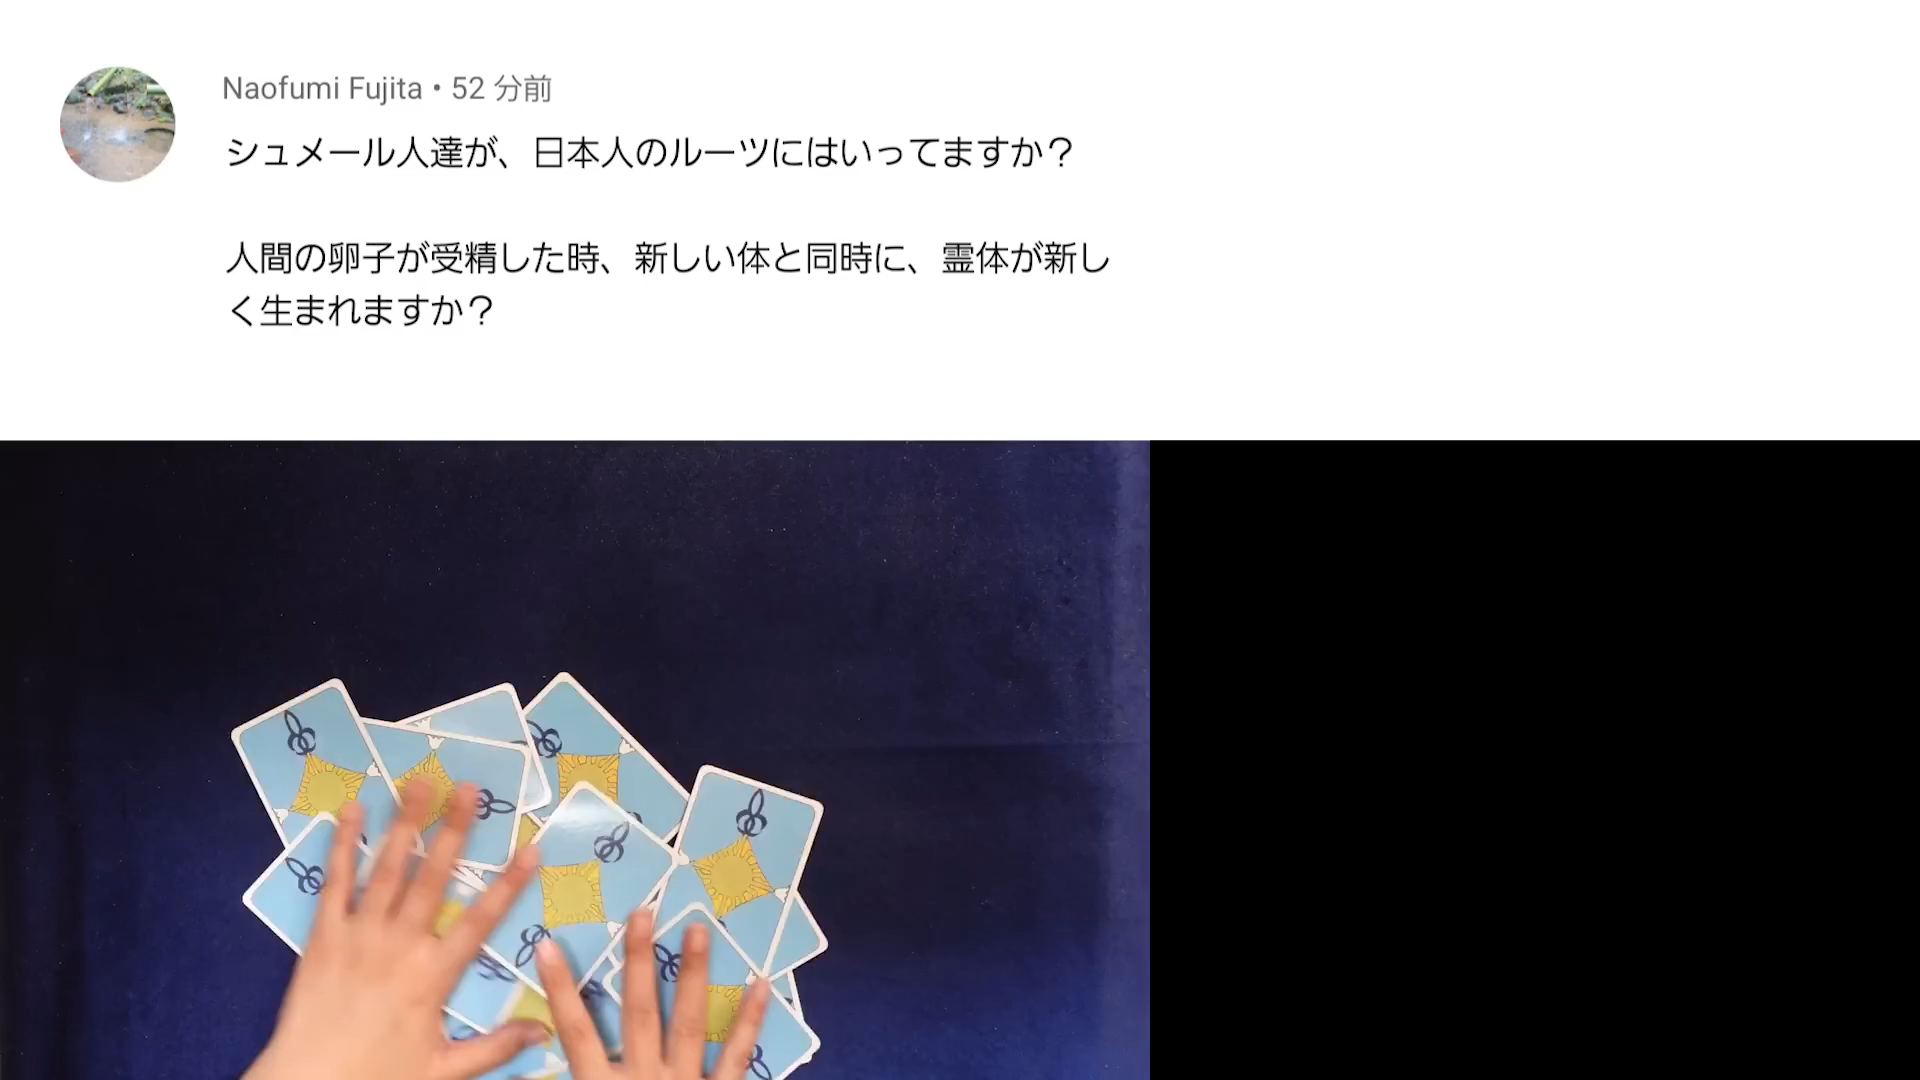 Naofumi Fujita • 52 分前
シュメール人達が、日本人のルーツにはいってますか？
人間の卵子が受精した時、新しい体と同時に、霊体が新し
く生まれますか？